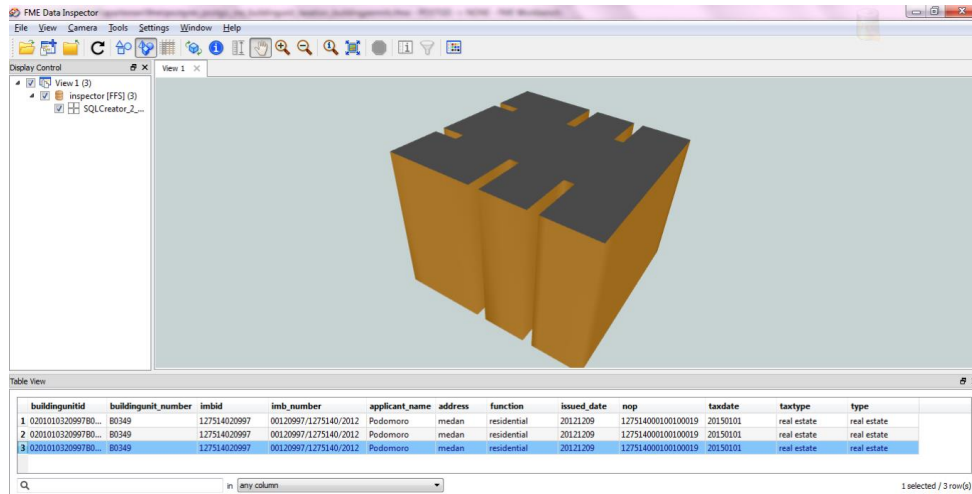 FME Data Inspector
File View Camera Tools Settings Window Help
Display Control
View 1
View 1 (3)
inspector [FFS] (3)
SQLCreator_2_...
Table View
buildingunitid buildingunit_number imbid imb_number applicant_name address function issued_date nop taxdate taxtype type
1 0201010320997B0... B0349 127514020997 00120997/1275140/2012 Podomoro medan residential 20121209 127514000100100019 20150101 real estate real estate
2 0201010320997B0... B0349 127514020997 00120997/1275140/2012 Podomoro medan residential 20121209 127514000100100019 20150101 real estate real estate
3 0201010320997B0... B0349 127514020997 00120997/1275140/2012 Podomoro medan residential 20121209 127514000100100019 20150101 real estate real estate
in any column
1 selected / 3 row(s)